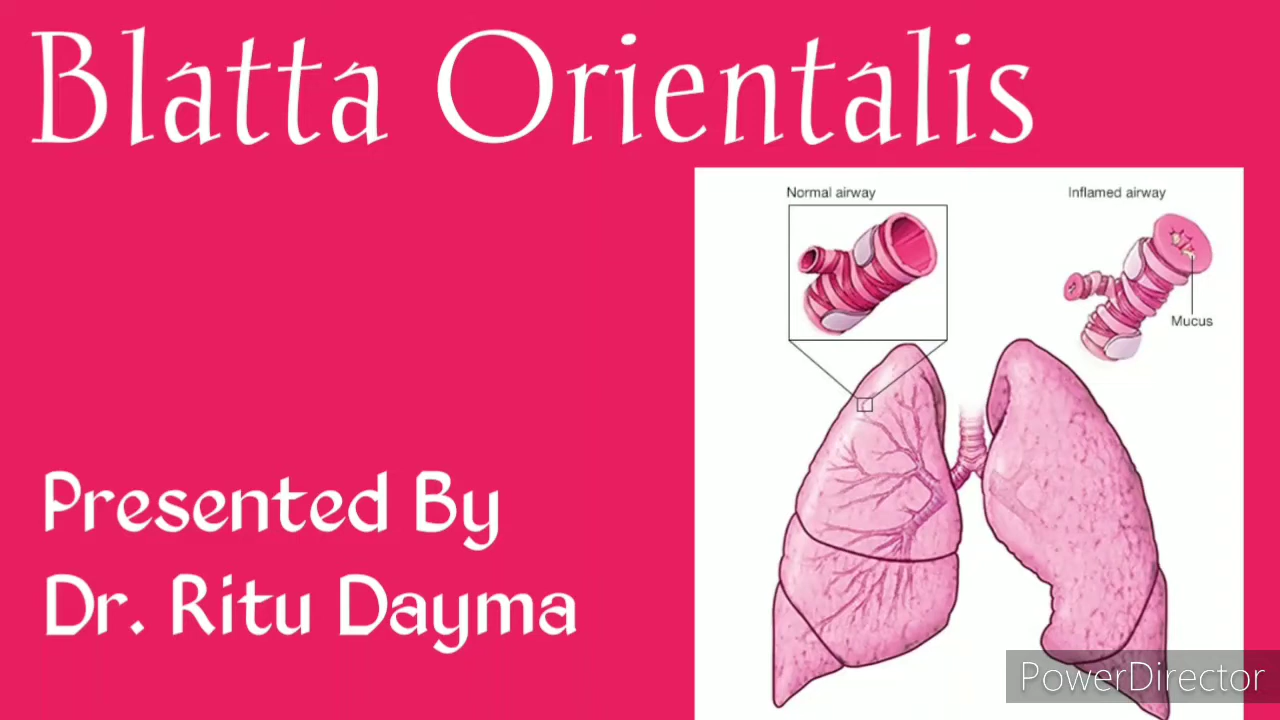 Blatta Orientalis
Normal airway
Inflamed airway
Mucus
Presented By
Dr. Ritu Dayma
PowerDirector